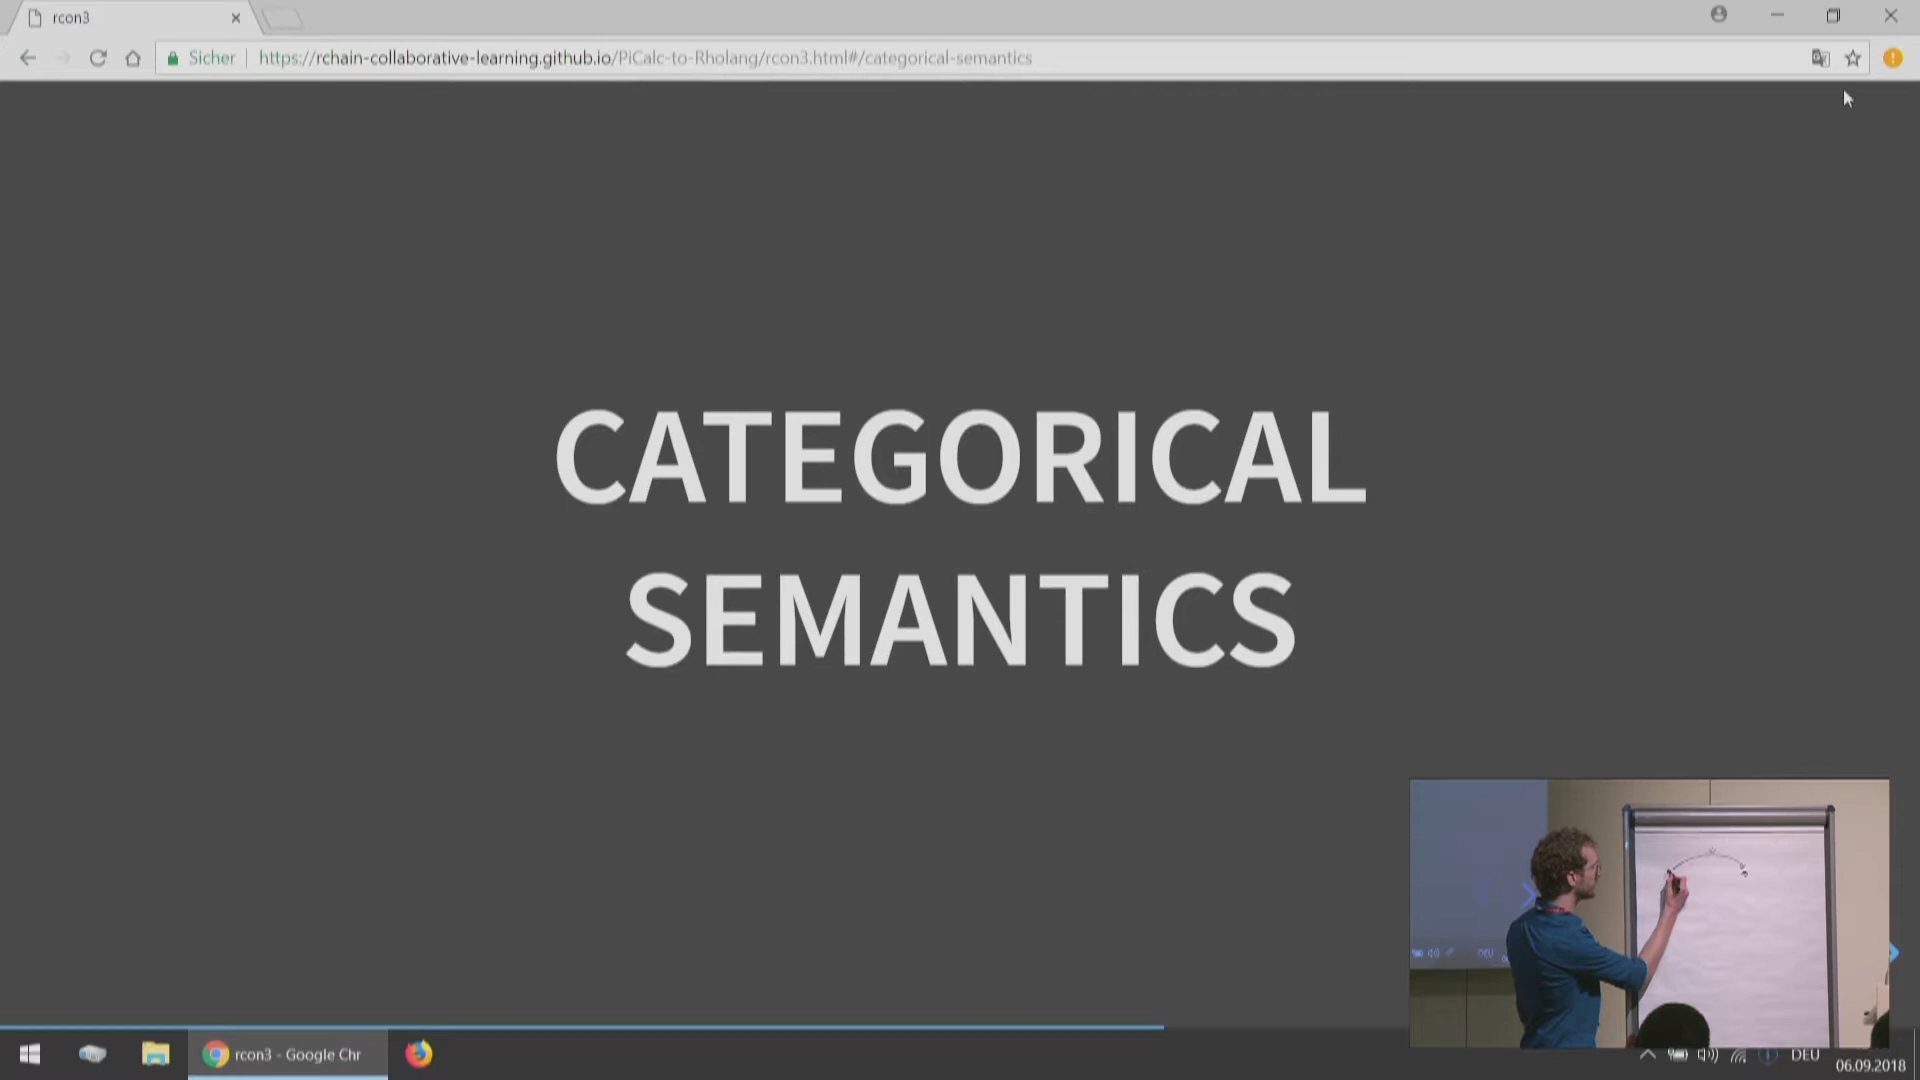 rcon3
Sicher
https://rchain-collaborative-learning.github.io/PiCalc-to-Rholang/rcon3.html#/categorical-semantics
CATEGORICAL
SEMANTICS
DEU
rcon3 - Google Chr
DEU
06.09.2018